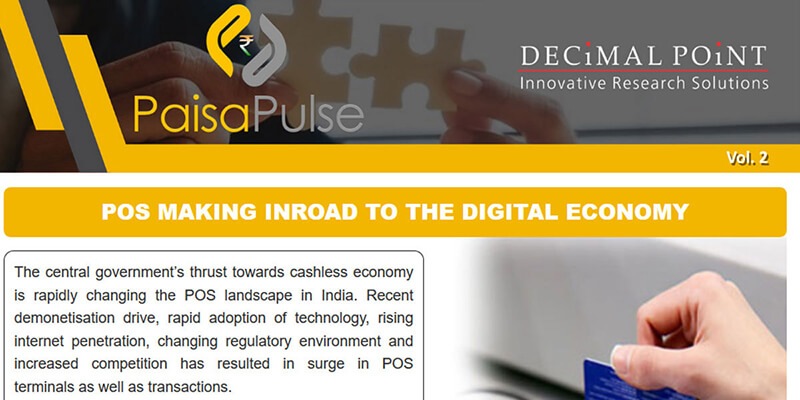 ₹
PaisaPulse
DECiMAL POiNT
Innovative Research Solutions
Vol. 2
POS MAKING INROAD TO THE DIGITAL ECONOMY
The central government's thrust towards cashless economy
is rapidly changing the POS landscape in India. Recent
demonetisation drive, rapid adoption of technology, rising
internet penetration, changing regulatory environment and
increased competition has resulted in surge in POS
terminals as well as transactions.